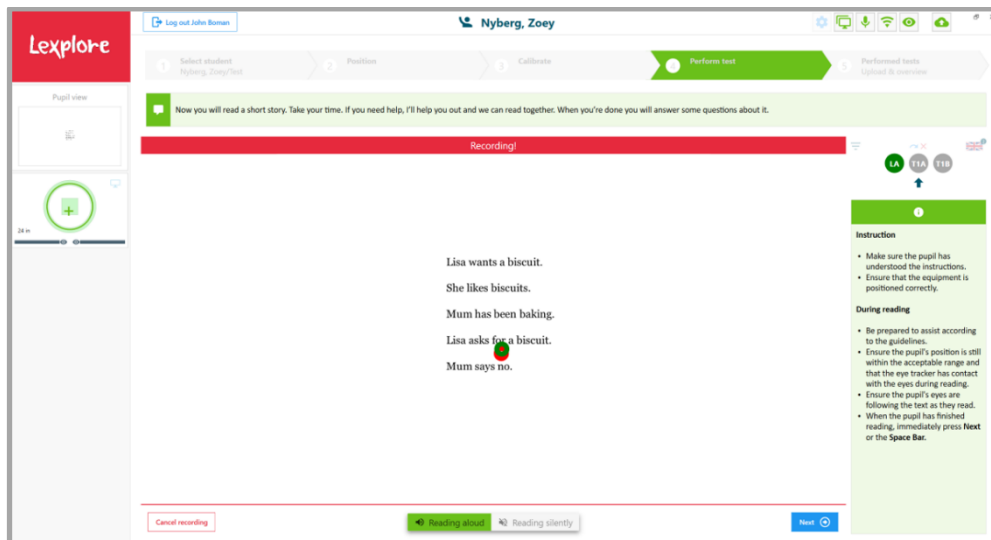 Lexplore
Log out John Boman
Nyberg, Zoey
1 Select student
Nyberg, Zoey/Test
2 Position
3 Calibrate
Perform test
5 Performed tests
Upload & overview
Pupil view
Now you will read a short story. Take your time. If you need help, I'll help you out and we can read together. When you're done you will answer some questions about it.
Recording!
LA T1A T1B
Lisa wants a biscuit.
She likes biscuits.
Mum has been baking.
Lisa asks for a biscuit.
Mum says no.
Instruction
• Make sure the pupil has
understood the instructions.
• Ensure that the equipment is
positioned correctly.
During reading
• Be prepared to assist according
to the guidelines.
• Ensure the pupil's position is still
within the acceptable range and
that the eye tracker has contact
with the eyes during reading.
• Ensure the pupil's eyes are
following the text as they read.
• When the pupil has finished
reading, immediately press Next
or the Space Bar.
24 m
Cancel recording
Reading aloud
Reading silently
Next